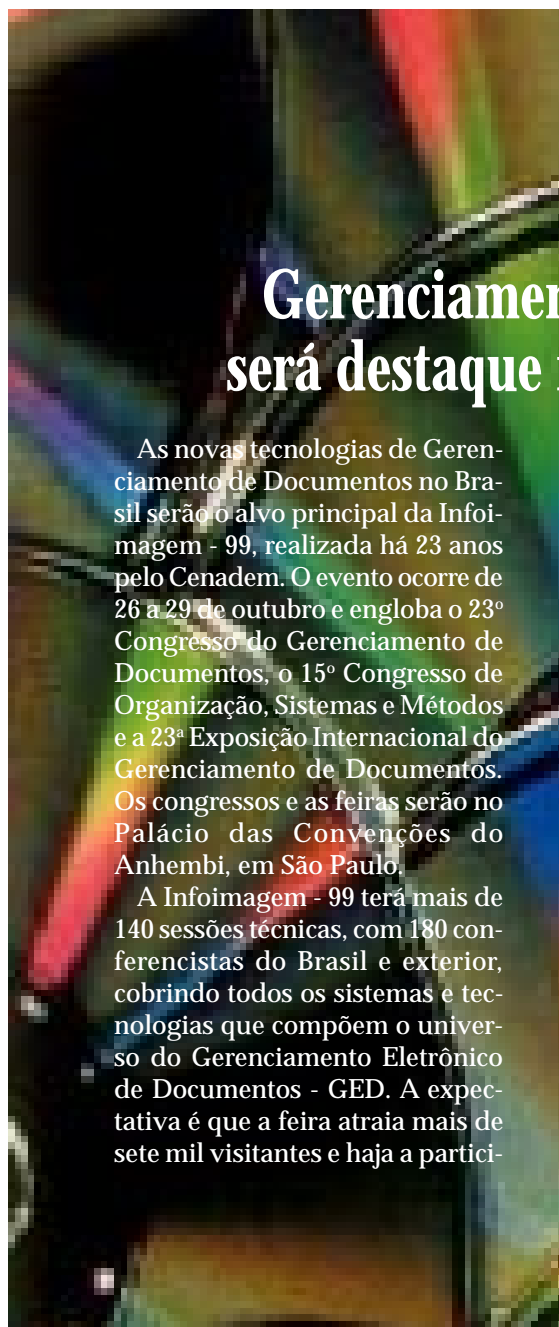 Gerenciamen
será destaque
As novas tecnologias de Geren-
ciamento de Documentos no Bra-
sil serão o alvo principal da Infoi-
magem - 99, realizada há 23 anos
pelo Cenadem. O evento ocorre de
26 a 29 de outubro e engloba o 23º
Congresso do Gerenciamento de
Documentos, o 15º Congresso de
Organização, Sistemas e Métodos
e a 23ª Exposição Internacional do
Gerenciamento de Documentos.
Os congressos e as feiras serão no
Palácio das Convenções do
Anhembi, em São Paulo.
A Infoimagem - 99 terá mais de
140 sessões técnicas, com 180 con-
ferencistas do Brasil e exterior,
cobrindo todos os sistemas e tec-
nologias que compõem o univer-
so do Gerenciamento Eletrônico
de Documentos - GED. A expec-
tativa é que a feira atraia mais de
sete mil visitantes e haja a partici-